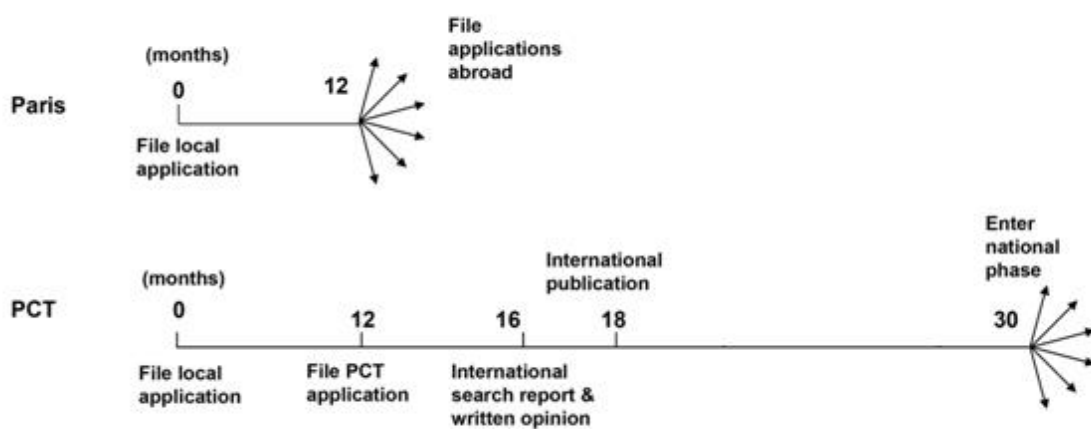 File
applications
abroad
(months)
0
12
Paris
File local
application
Enter
national
phase
International
publication
(months)
PCT
0
12
16
18
30
File local
application
File PCT
application
International
search report &
written opinion